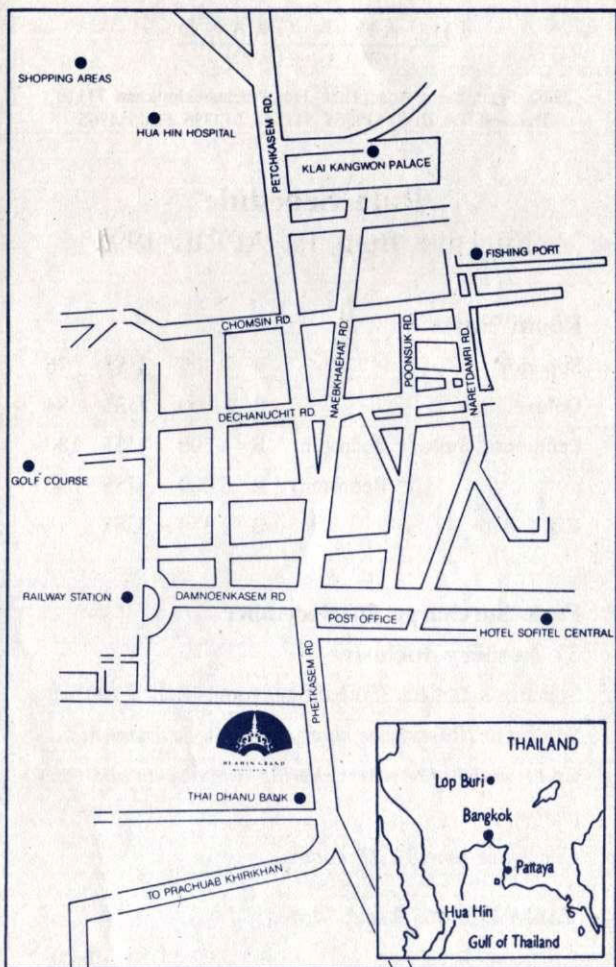 SHOPPING AREAS
HUA HIN HOSPITAL
PETCHKASEM RD.
KLAI KANGWON PALACE
FISHING PORT
CHOMSIN RD.
NAEBKHAEHAT RD.
POONSUK RD.
NARETDAMRI RD.
DECHANUCHIT RD
GOLF COURSE
RAILWAY STATION
DAMNOENKASEM RD.
POST OFFICE
HOTEL SOFITEL CENTRAL
PHETKASEM RD.
HUAHIN GRAND
THAI DHANU BANK
TO PRACHUAB KHIRIKHAN
THAILAND
Lop Buri
Bangkok
Pattaya
Hua Hin
Gulf of Thailand